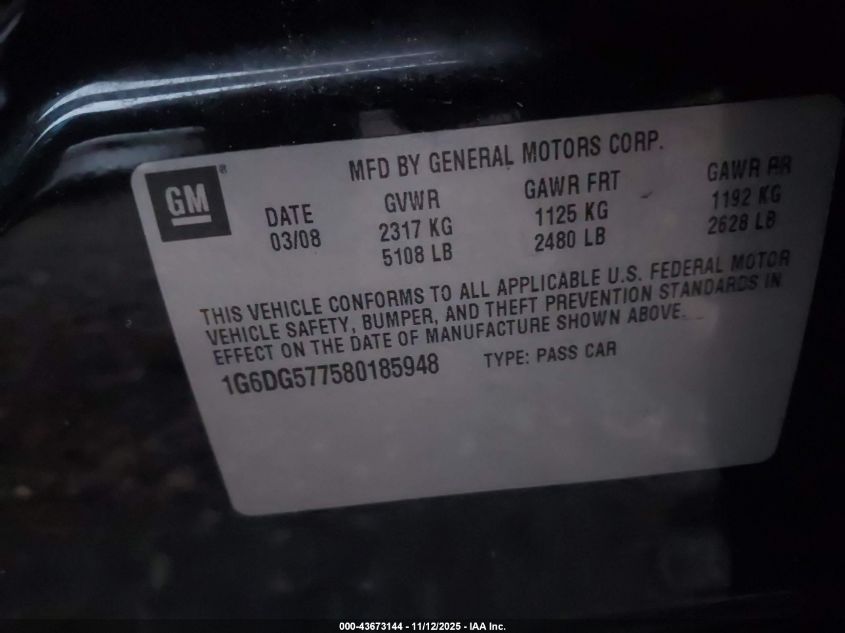 MFD BY GENERAL MOTORS CORP.
GM®
DATE GVWR GAWR FRT GAWR RR
03/08 2317 KG 1125 KG 1192 KG
5108 LB 2480 LB 2628 LB
THIS VEHICLE CONFORMS TO ALL APPLICABLE U.S. FEDERAL MOTOR
VEHICLE SAFETY, BUMPER, AND THEFT PREVENTION STANDARDS IN
EFFECT ON THE DATE OF MANUFACTURE SHOWN ABOVE.
1G6DG577580185948 TYPE: PASS CAR
000-43673144 - 11/12/2025 - IAA Inc.